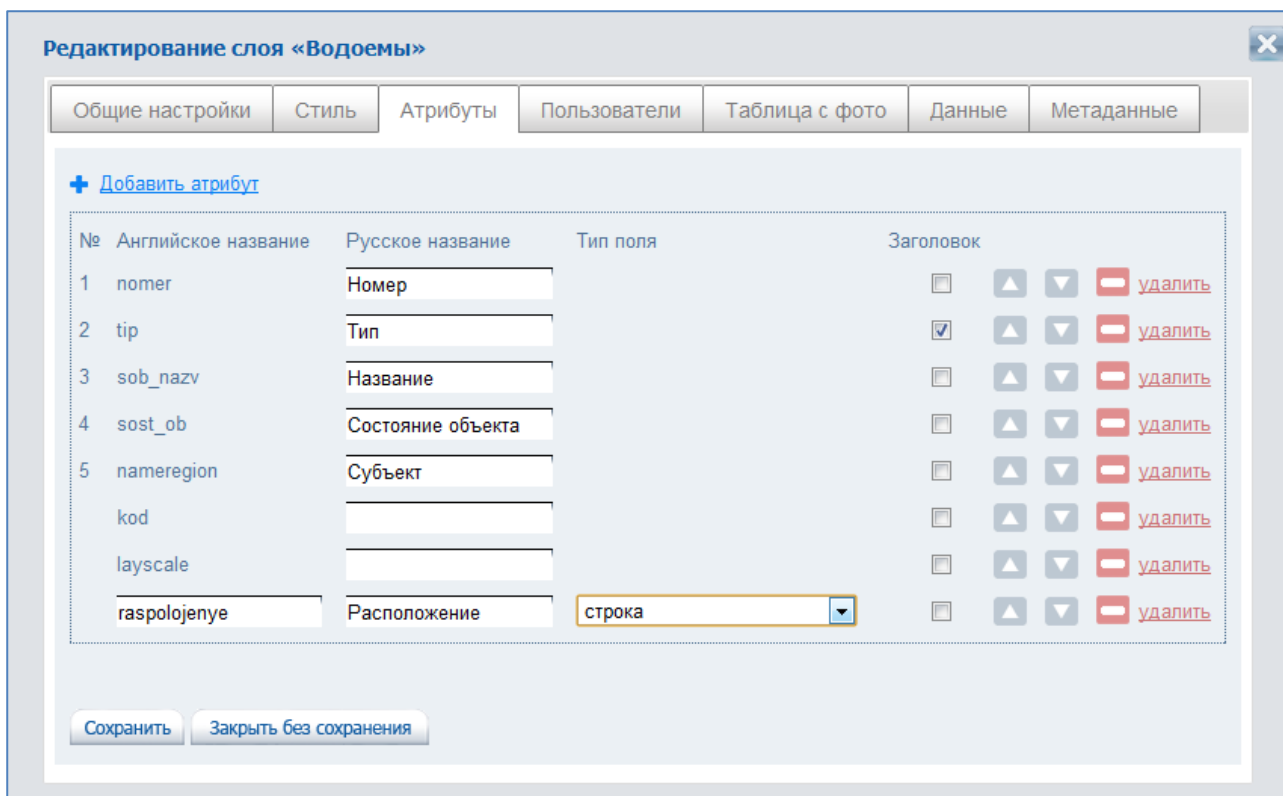 Редактирование слоя «Водоемы»
Общие настройки Стиль Атрибуты Пользователи Таблица с фото Данные Метаданные
Добавить атрибут
№ Английское название Русское название Тип поля Заголовок
1 nomer Номер удалить
2 tip Тип удалить
3 sob_nazv Название удалить
4 sost_ob Состояние объекта удалить
5 nameregion Субъект удалить
kod удалить
layscale удалить
raspolojenye Расположение строка удалить
Сохранить Закрыть без сохранения